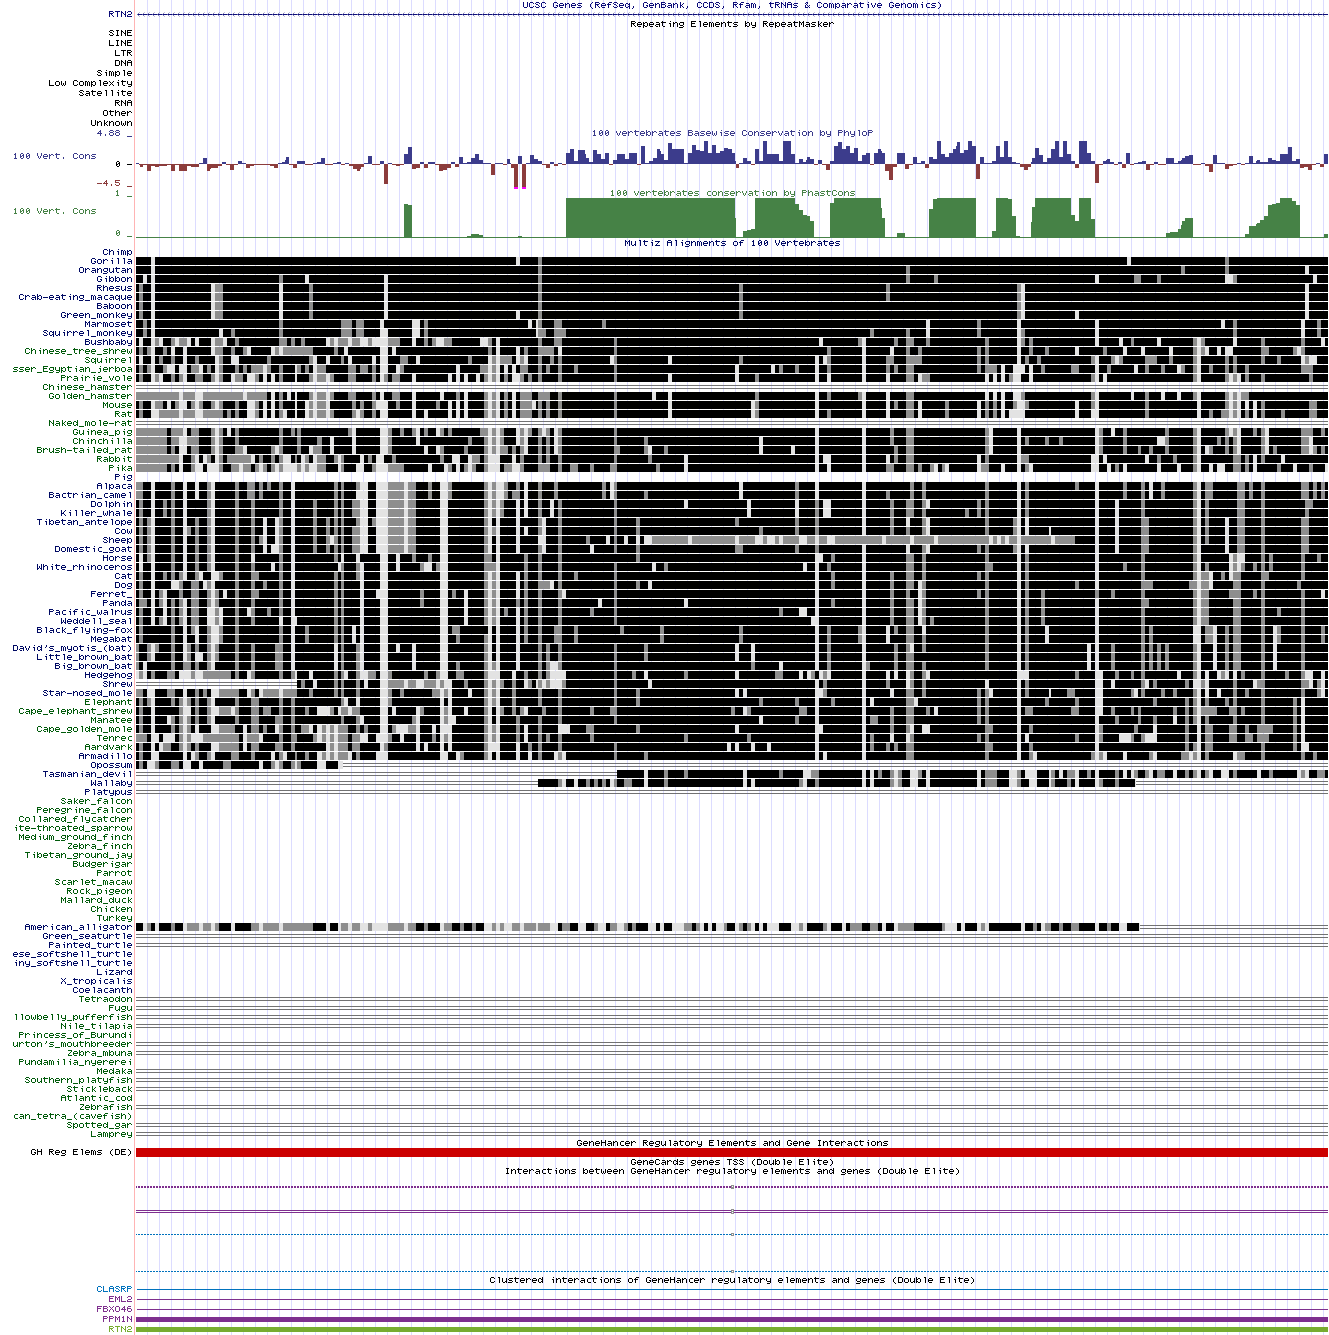 UCSC Genes (RefSeq, GenBank, CCDS, Rfam, tRNAs & Comparative Genomics)
RTN2
Repeating Elements by RepeatMasker
SINE
LINE
LTR
DNA
Simple
Low Complexity
Satellite
RNA
Other
Unknown
4.88 _
100 vertebrates Basewise Conservation by PhyloP
100 Vert. Cons
0 _
-4.5 _
1 _
100 vertebrates conservation by PhastCons
100 Vert. Cons
0 _
Multiz Alignments of 100 Vertebrates
Chimp
Gorilla
Orangutan
Gibbon
Rhesus
Crab-eating_macaque
Baboon
Green_monkey
Marmoset
Squirrel_monkey
Bushbaby
Chinese_tree_shrew
Squirrel
sser_Egyptian_jerboa
Prairie_vole
Chinese_hamster
Golden_hamster
Mouse
Rat
Naked_mole-rat
Guinea_pig
Chinchilla
Brush-tailed_rat
Rabbit
Pika
Pig
Alpaca
Bactrian_camel
Dolphin
Killer_whale
Tibetan_antelope
Cow
Sheep
Domestic_goat
Horse
White_rhinoceros
Cat
Dog
Ferret_
Panda
Pacific_walrus
Weddell_seal
Black_flying-fox
Megabat
David's_myotis_(bat)
Little_brown_bat
Big_brown_bat
Hedgehog
Shrew
Star-nosed_mole
Elephant
Cape_elephant_shrew
Manatee
Cape_golden_mole
Tenrec
Aardvark
Armadillo
Opossum
Tasmanian_devil
Wallaby
Platypus
Saker_falcon
Peregrine_falcon
Collared_flycatcher
ite-throated_sparrow
Medium_ground_finch
Zebra_finch
Tibetan_ground_jay
Budgerigar
Parrot
Scarlet_macaw
Rock_pigeon
Mallard_duck
Chicken
Turkey
American_alligator
Green_seaturtle
Painted_turtle
ese_softshell_turtle
iny_softshell_turtle
Lizard
X_tropicalis
Coelacanth
Tetraodon
Fugu
llowbelly_pufferfish
Nile_tilapia
Princess_of_Burundi
urton's_mouthbreeder
Zebra_mbuna
Pundamilia_nyererei
Medaka
Southern_platyfish
Stickleback
Atlantic_cod
Zebrafish
can_tetra_(cavefish)
Spotted_gar
Lamprey
GeneHancer Regulatory Elements and Gene Interactions
GH Reg Elems (DE)
GeneCards genes TSS (Double Elite)
Interactions between GeneHancer regulatory elements and genes (Double Elite)
Clustered interactions of GeneHancer regulatory elements and genes (Double Elite)
CLASRP
EML2
FBXO46
PPM1N
RTN2